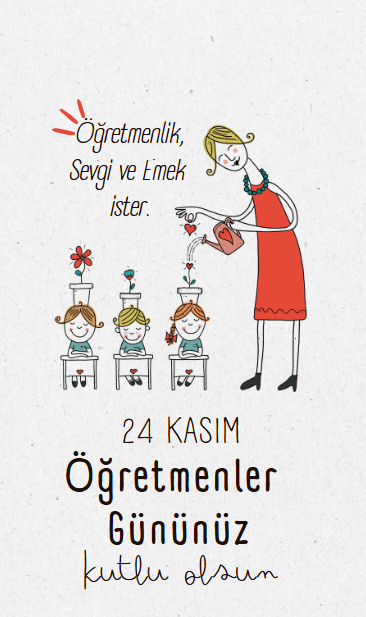 Öğretmenlik,
Sevgi ve Emek
ister.
24 KASIM
Öğretmenler
Gününüz
kutlu olsun